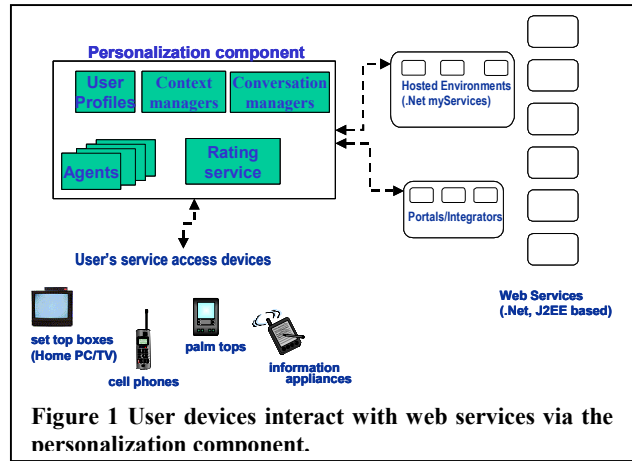 Personalization component
User
Profiles
Context
managers
Conversation
managers
Agents
Rating
service
Hosted Environments
(.Net myServices)
Portals/Integrators
User's service access devices
Web Services
(.Net, J2EE based)
set top boxes
(Home PC/TV)
cell phones
palm tops
information
appliances
Figure 1 User devices interact with web services via the
personalization component.